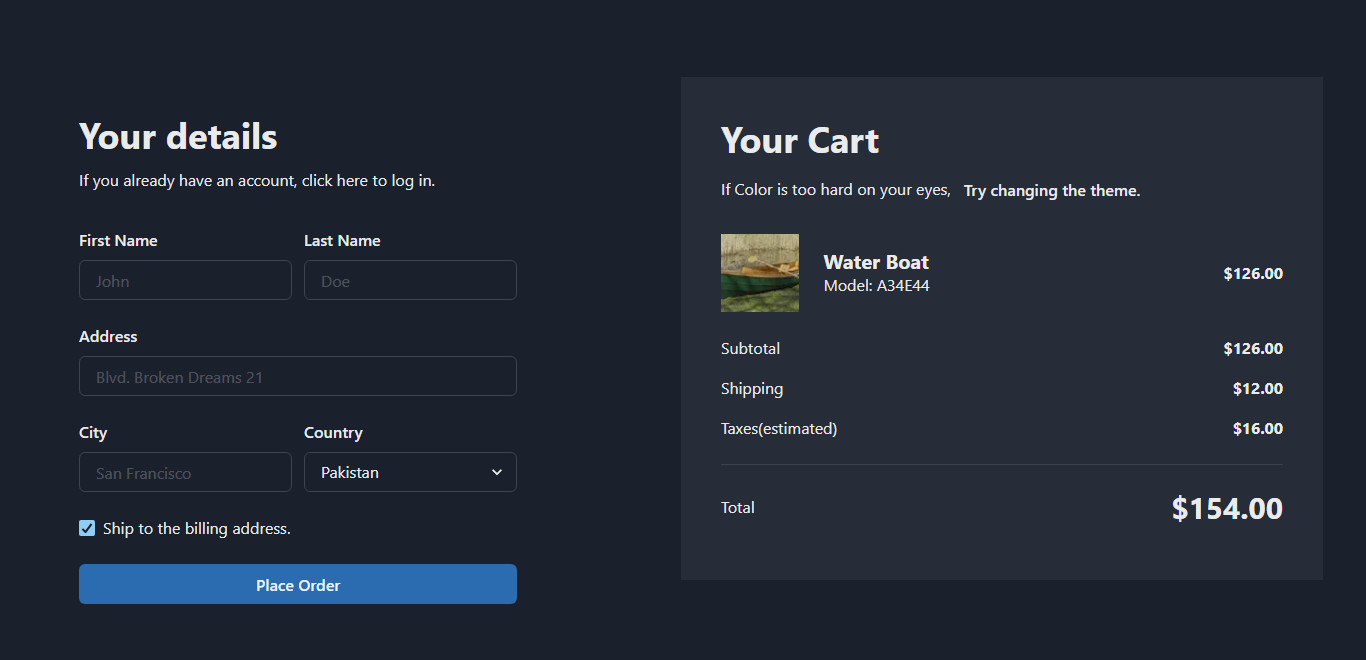 Your details
If you already have an account, click here to log in.
First Name
Last Name
John
Doe
Address
Blvd. Broken Dreams 21
City
Country
San Francisco
Pakistan
Ship to the billing address.
Place Order
Your Cart
If Color is too hard on your eyes, Try changing the theme.
Water Boat
Model: A34E44
$126.00
Subtotal $126.00
Shipping $12.00
Taxes(estimated) $16.00
Total $154.00